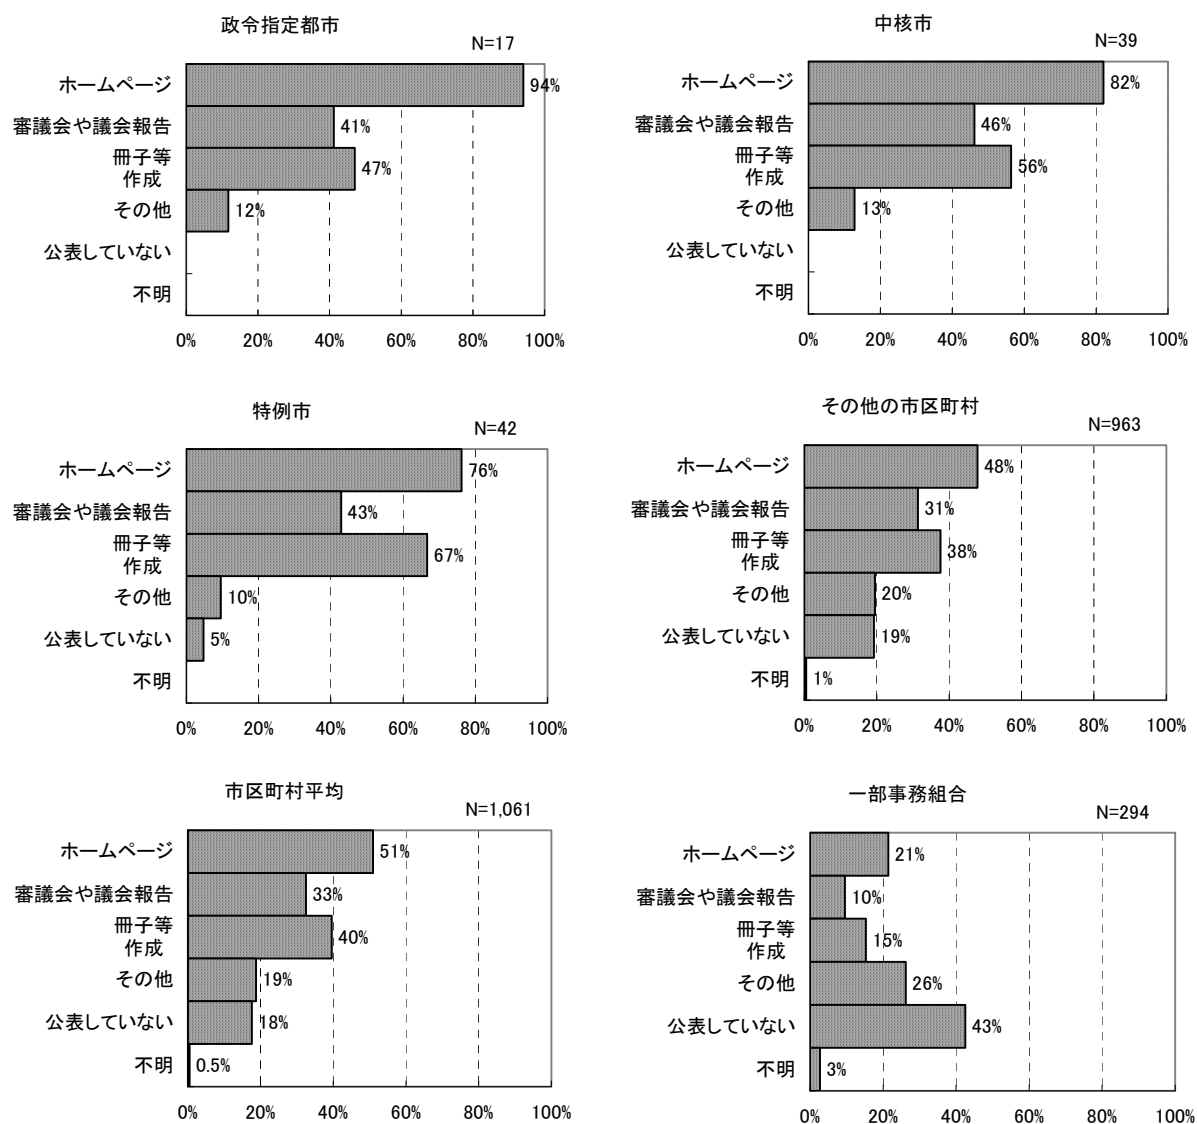 政令指定都市
N=17
ホームページ
94%
審議会や議会報告
41%
冊子等
作成
47%
その他
12%
公表していない
不明
0% 20% 40% 60% 80% 100%
中核市
N=39
ホームページ
82%
審議会や議会報告
46%
冊子等
作成
56%
その他
13%
公表していない
不明
0% 20% 40% 60% 80% 100%
特例市
N=42
ホームページ
76%
審議会や議会報告
43%
冊子等
作成
67%
その他
10%
公表していない
5%
不明
0% 20% 40% 60% 80% 100%
その他の市区町村
N=963
ホームページ
48%
審議会や議会報告
31%
冊子等
作成
38%
その他
20%
公表していない
19%
不明
1%
0% 20% 40% 60% 80% 100%
市区町村平均
N=1,061
ホームページ
51%
審議会や議会報告
33%
冊子等
作成
40%
その他
19%
公表していない
18%
不明
0.5%
0% 20% 40% 60% 80% 100%
一部事務組合
N=294
ホームページ
21%
審議会や議会報告
10%
冊子等
作成
15%
その他
26%
公表していない
43%
不明
3%
0% 20% 40% 60% 80% 100%